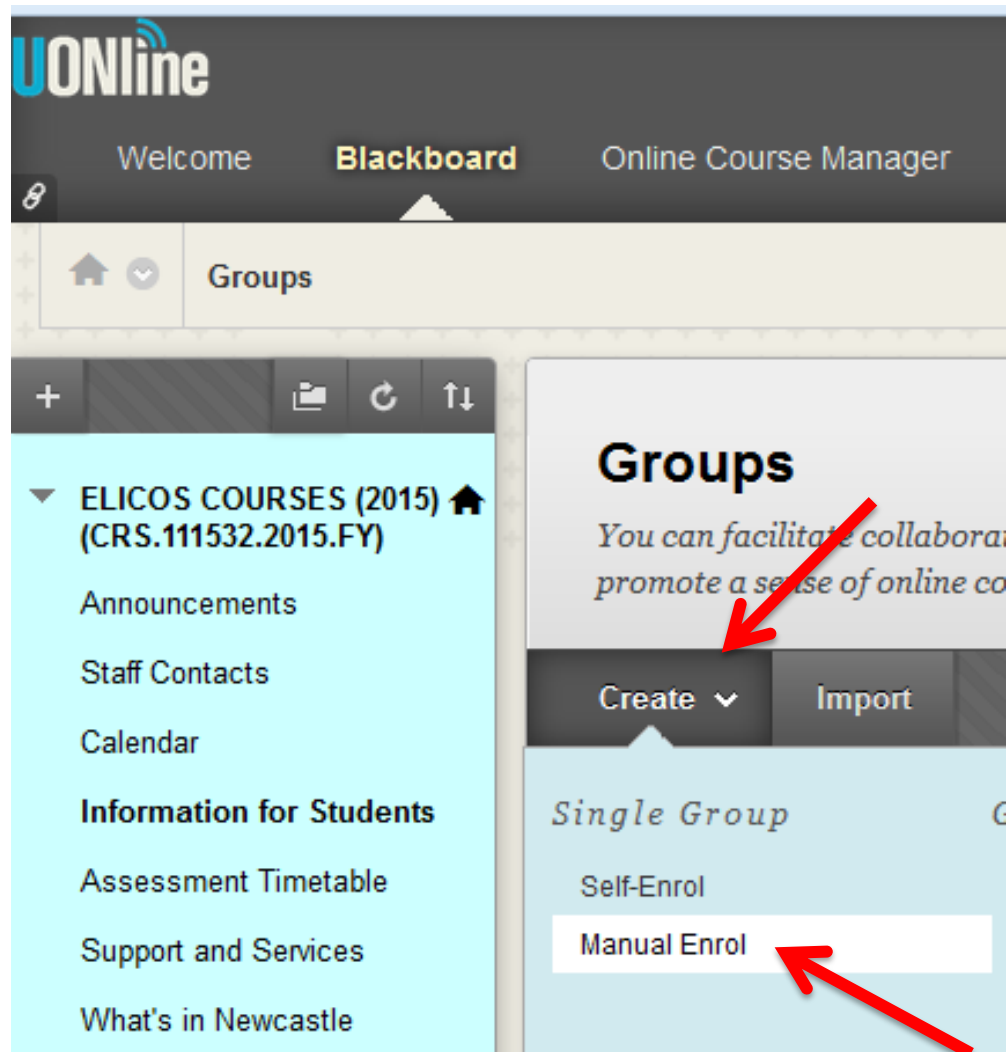 UONline
Welcome Blackboard Online Course Manager
Groups
ELICOS COURSES (2015)
(CRS.111532.2015.FY)
Announcements
Staff Contacts
Calendar
Information for Students
Assessment Timetable
Support and Services
What's in Newcastle
Groups
You can facilitate
promote a sense of online
Create Import
Single Group
Self-Enrol
Manual Enrol